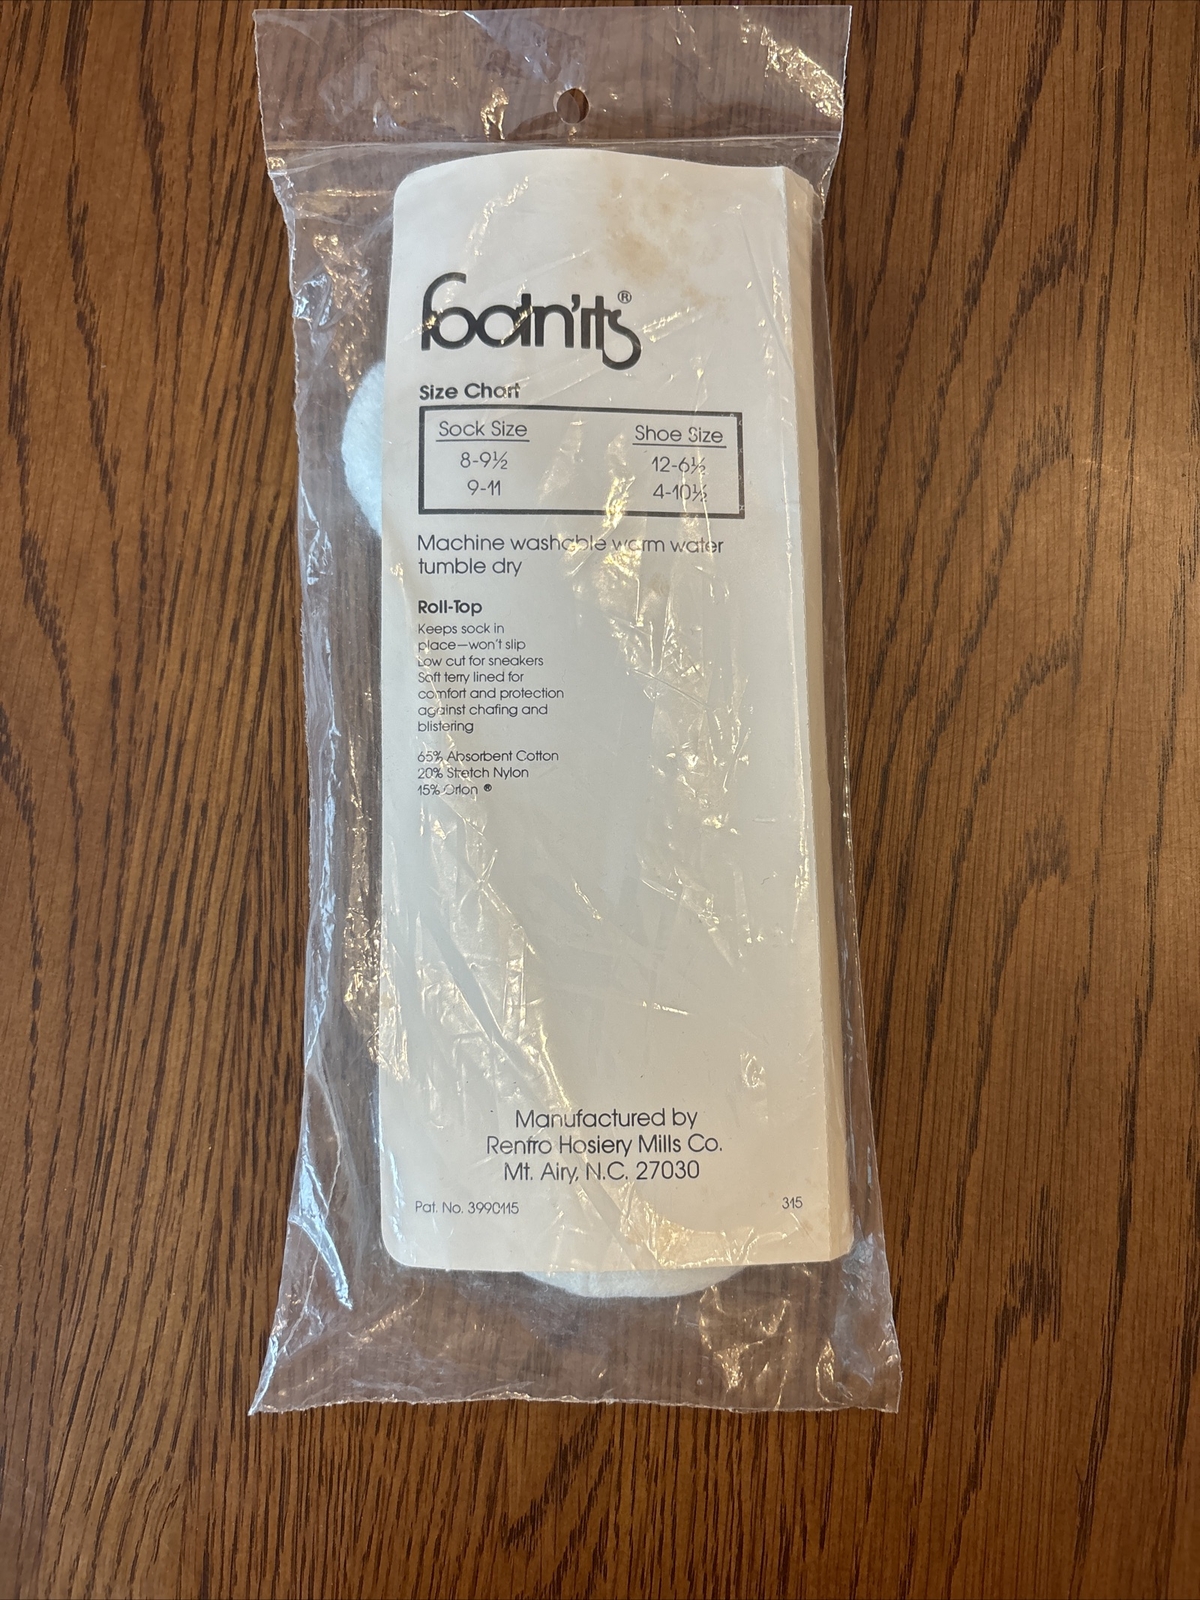 footn'its®
Size Chart
Sock Size Shoe Size
8-9½ 12-6½
9-11 4-10½
Machine washable warm water
tumble dry
Roll-Top
Keeps sock in
place—won't slip
Low cut for sneakers
Soft terry lined for
comfort and protection
against chafing and
blistering
65% Absorbent Cotton
20% Stretch Nylon
15% Orlon ®
Manufactured by
Renfro Hosiery Mills Co.
Mt. Airy, N.C. 27030
Pat. No. 3990115 315